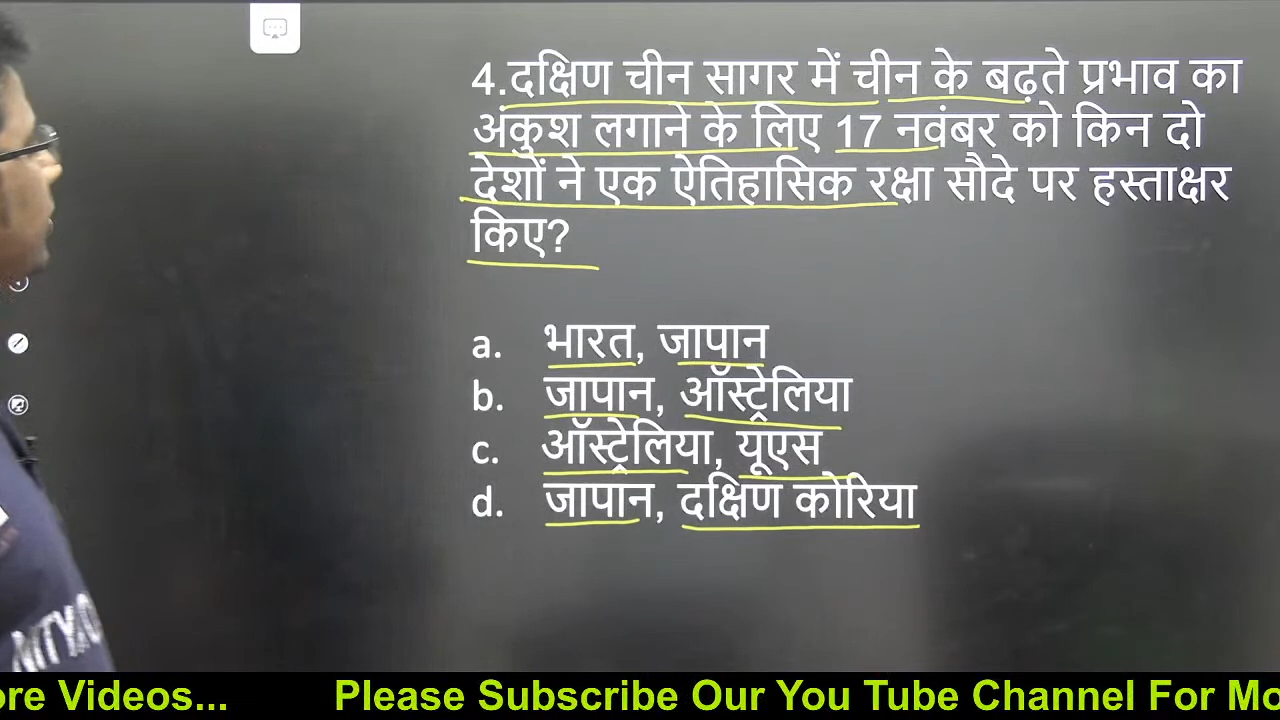 4.दक्षिण चीन सागर में चीन के बढ़ते प्रभाव का
अंकुश लगाने के लिए 17 नवंबर को किन दो
देशों ने एक ऐतिहासिक रक्षा सौदे पर हस्ताक्षर
किए?
a. भारत, जापान
b. जापान, ऑस्ट्रेलिया
c. ऑस्ट्रेलिया, यूएस
d. जापान, दक्षिण कोरिया
ore Videos... Please Subscribe Our You Tube Channel For Mo